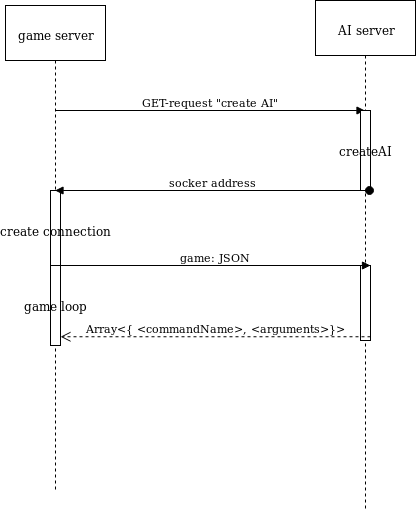 game server
AI server
GET-request "create AI"
createAI
socker address
create connection
game: JSON
game loop
Array<{ <commandName>, <arguments>}>